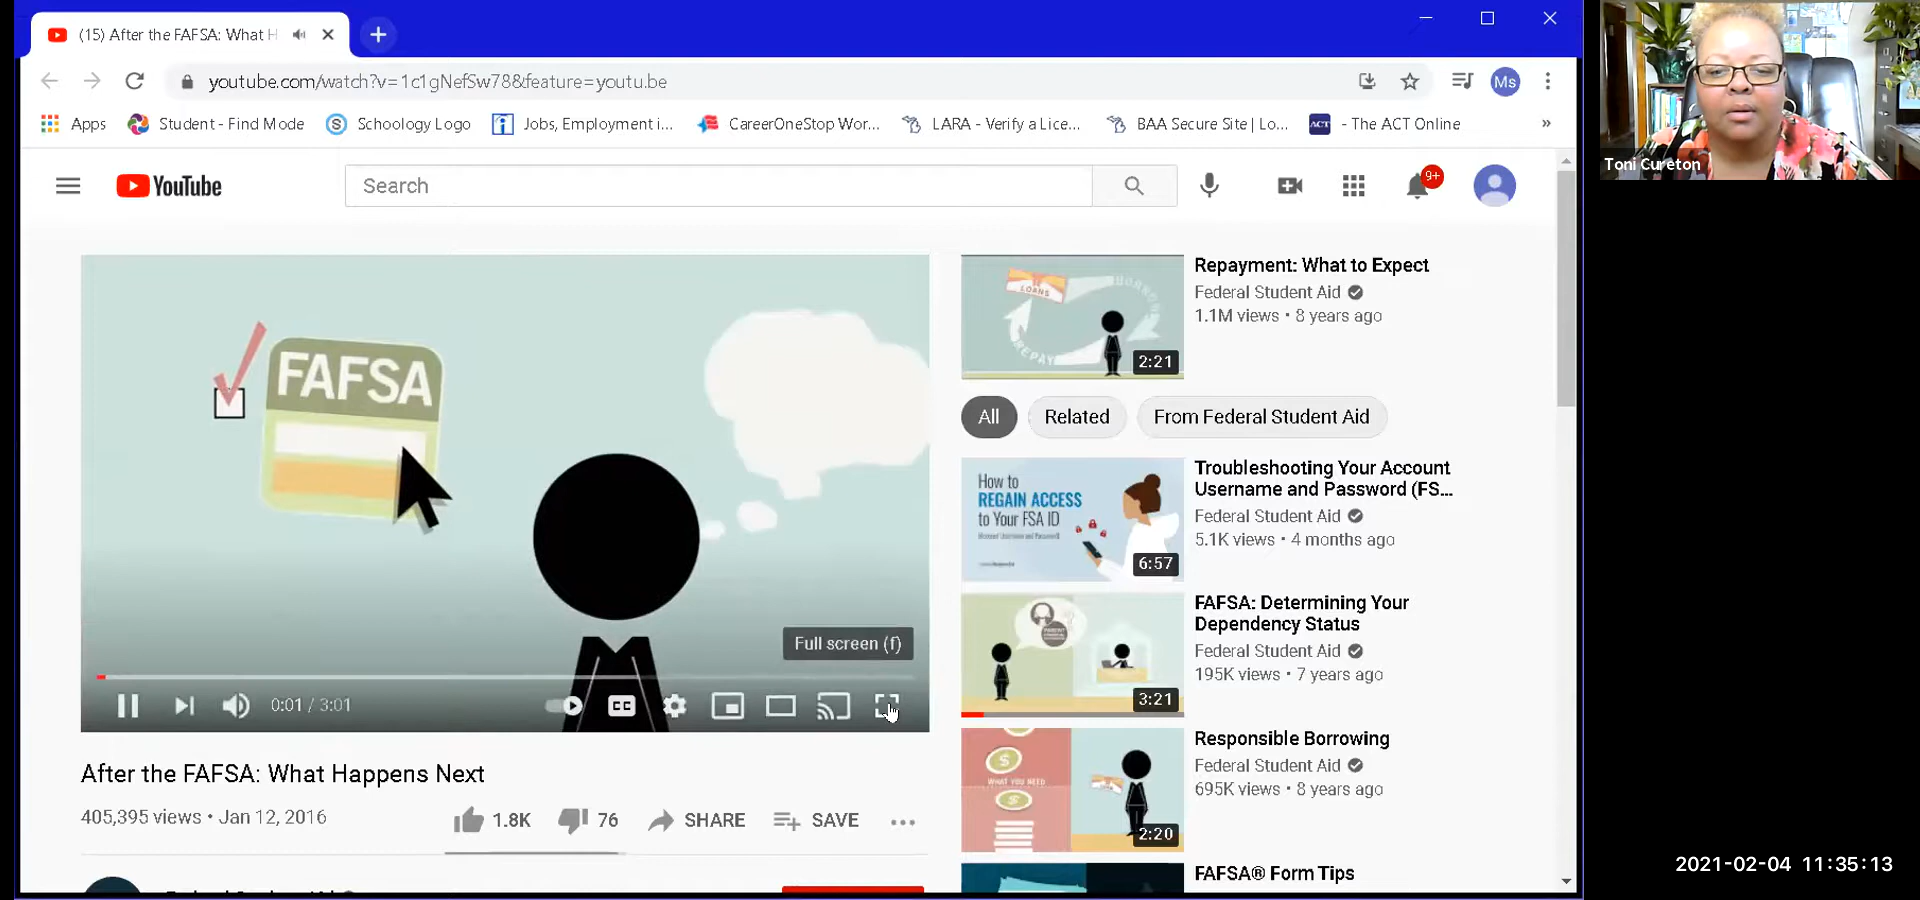 (15) After the FAFSA: What H
youtube.com/watch?v=1c1gNefSw78&feature=youtu.be
Ms
Apps
Student - Find Mode
Schoology Logo
Jobs, Employment i...
CareerOneStop Wor...
LARA - Verify a Lice...
BAA Secure Site | Lo...
ACT
- The ACT Online
»
YouTube
Search
9+
Toni Cureton
FAFSA
Full screen (f)
0:01 / 3:01
CC
After the FAFSA: What Happens Next
405,395 views • Jan 12, 2016
1.8K
76
SHARE
SAVE
LOANS
REPAY
2:21
Repayment: What to Expect
Federal Student Aid
1.1M views • 8 years ago
All
Related
From Federal Student Aid
How to
REGAIN ACCESS
to Your FSA ID
6:57
Troubleshooting Your Account
Username and Password (FS...
Federal Student Aid
5.1K views • 4 months ago
3:21
FAFSA: Determining Your
Dependency Status
Federal Student Aid
195K views • 7 years ago
WHAT YOU NEED
2:20
Responsible Borrowing
Federal Student Aid
695K views • 8 years ago
FAFSA® Form Tips
2021-02-04 11:35:13